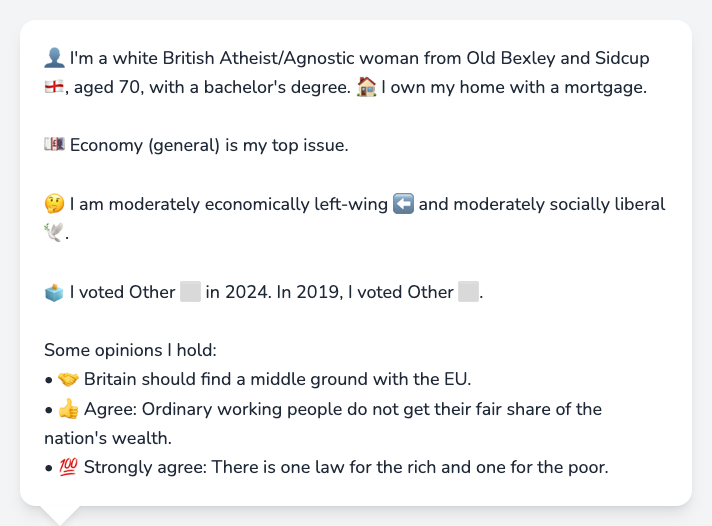 👤 I'm a white British Atheist/Agnostic woman from Old Bexley and Sidcup
🏴󠁧󠁢󠁥󠁮󠁧󠁿, aged 70, with a bachelor's degree. 🏠 I own my home with a mortgage.
💷 Economy (general) is my top issue.
🤔 I am moderately economically left-wing ⬅️ and moderately socially liberal
🕊️.
🗳️ I voted Other ⬜ in 2024. In 2019, I voted Other ⬜.
Some opinions I hold:
• 🤝 Britain should find a middle ground with the EU.
• 👍 Agree: Ordinary working people do not get their fair share of the
nation's wealth.
• 💯 Strongly agree: There is one law for the rich and one for the poor.